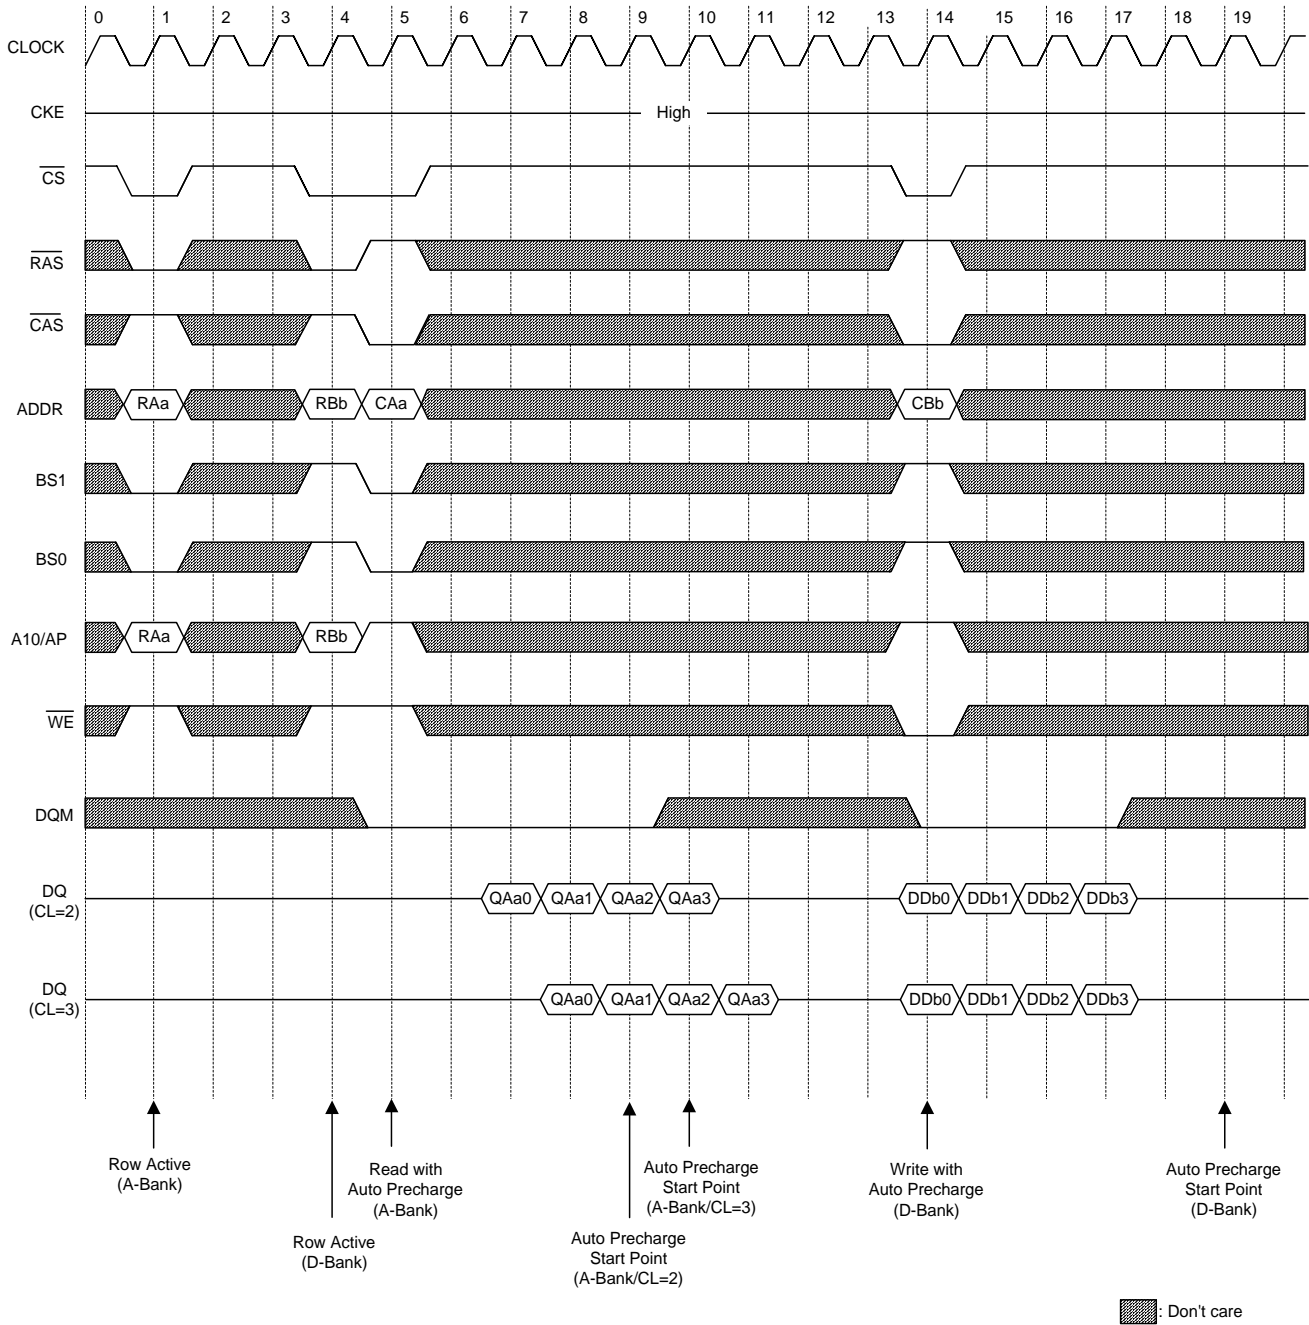 0 1 2 3 4 5 6 7 8 9 10 11 12 13 14 15 16 17 18 19
CLOCK
CKE High
CS
RAS
CAS
ADDR RAa RBb CAa CBb
BS1
BS0
A10/AP RAa RBb
WE
DQM
DQ
(CL=2) QAa0 QAa1 QAa2 QAa3 DDb0 DDb1 DDb2 DDb3
DQ
(CL=3) QAa0 QAa1 QAa2 QAa3 DDb0 DDb1 DDb2 DDb3
Row Active
(A-Bank)
Row Active
(D-Bank)
Read with
Auto Precharge
(A-Bank)
Auto Precharge
Start Point
(A-Bank/CL=2)
Auto Precharge
Start Point
(A-Bank/CL=3)
Write with
Auto Precharge
(D-Bank)
Auto Precharge
Start Point
(D-Bank)
: Don't care